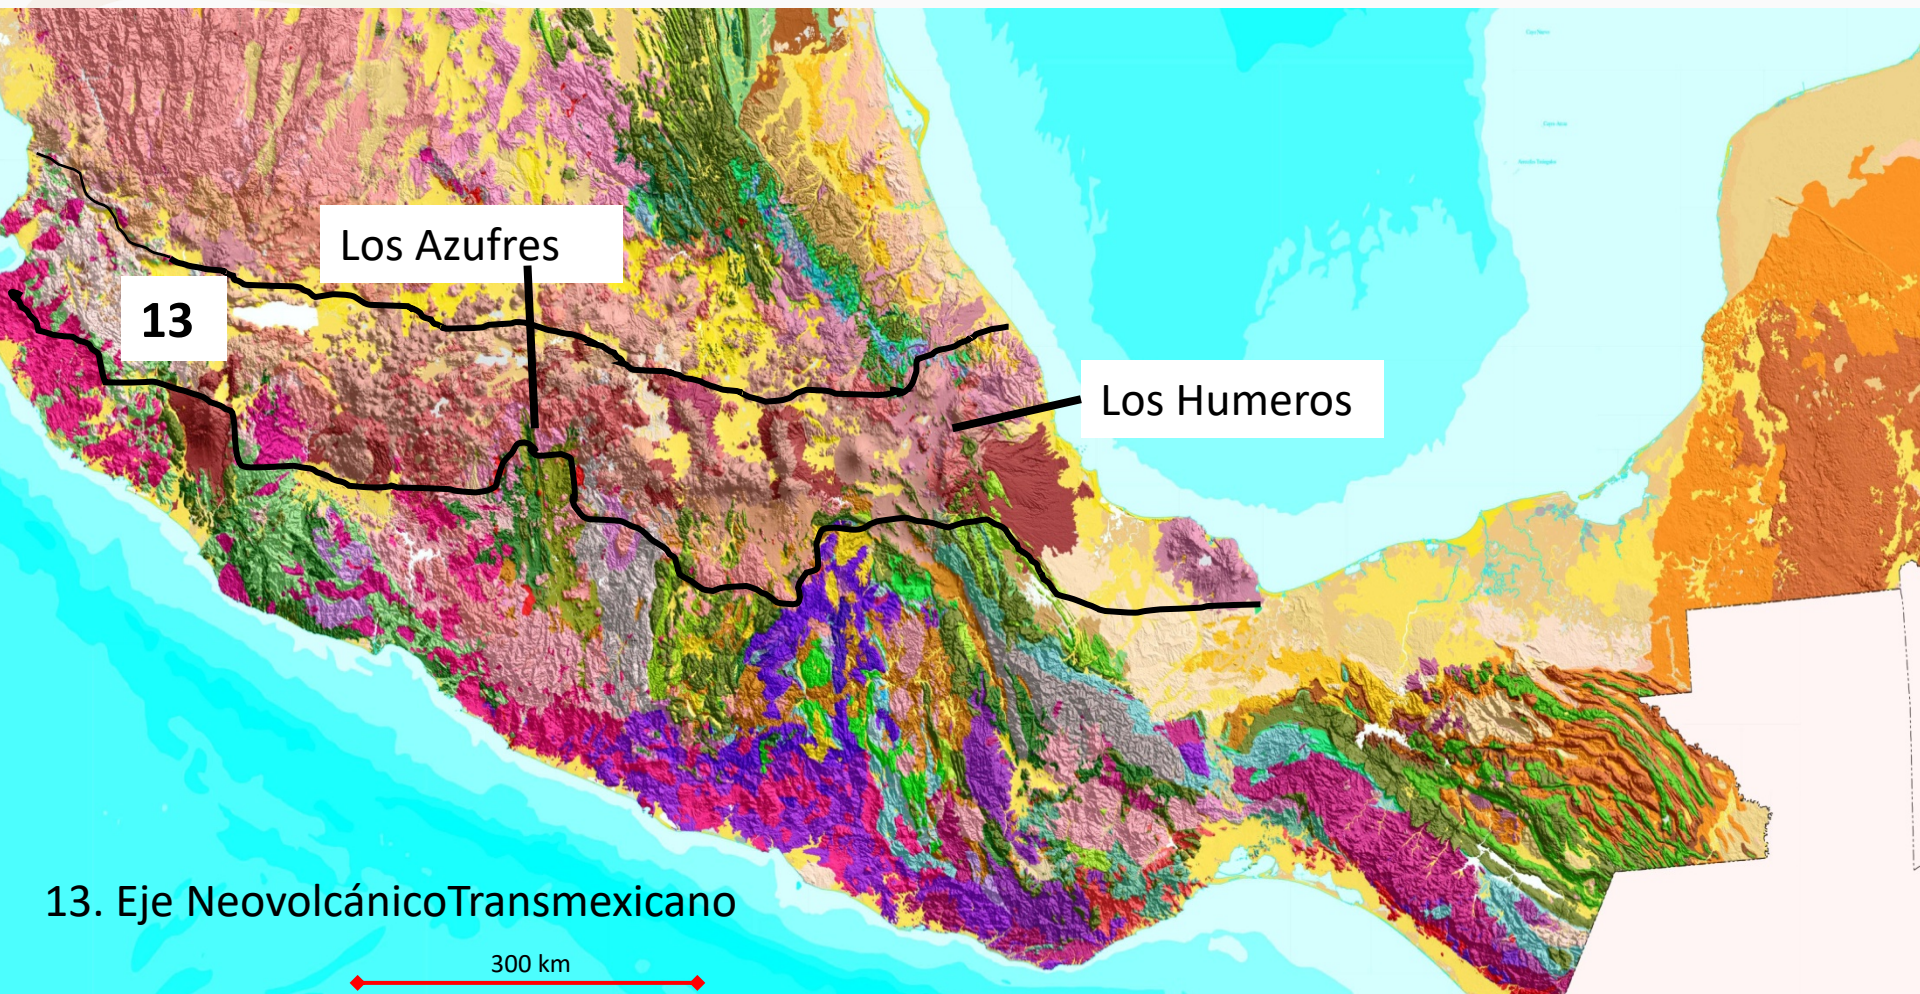 Los Azufres
13
Los Humeros
13. Eje NeovolcánicoTransmexicano
300 km